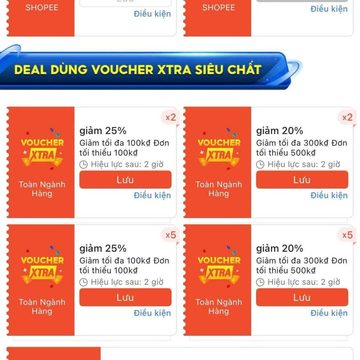 SHOPEE
Điều kiện
Điều kiện
DEAL DÙNG VOUCHER XTRA SIÊU CHẤT
x2
VOUCHER
XTRA
Toàn Ngành
Hàng
giảm 25%
Giảm tối đa 100kđ Đơn
tối thiểu 100kđ
Hiệu lực sau: 2 giờ
Lưu
Điều kiện
x2
VOUCHER
XTRA
Toàn Ngành
Hàng
giảm 20%
Giảm tối đa 300kđ Đơn
tối thiểu 500kđ
Hiệu lực sau: 2 giờ
Lưu
Điều kiện
x5
VOUCHER
XTRA
Toàn Ngành
Hàng
giảm 25%
Giảm tối đa 100kđ Đơn
tối thiểu 100kđ
Hiệu lực sau: 2 giờ
Lưu
Điều kiện
x5
VOUCHER
XTRA
Toàn Ngành
Hàng
giảm 20%
Giảm tối đa 300kđ Đơn
tối thiểu 500kđ
Hiệu lực sau: 2 giờ
Lưu
Điều kiện